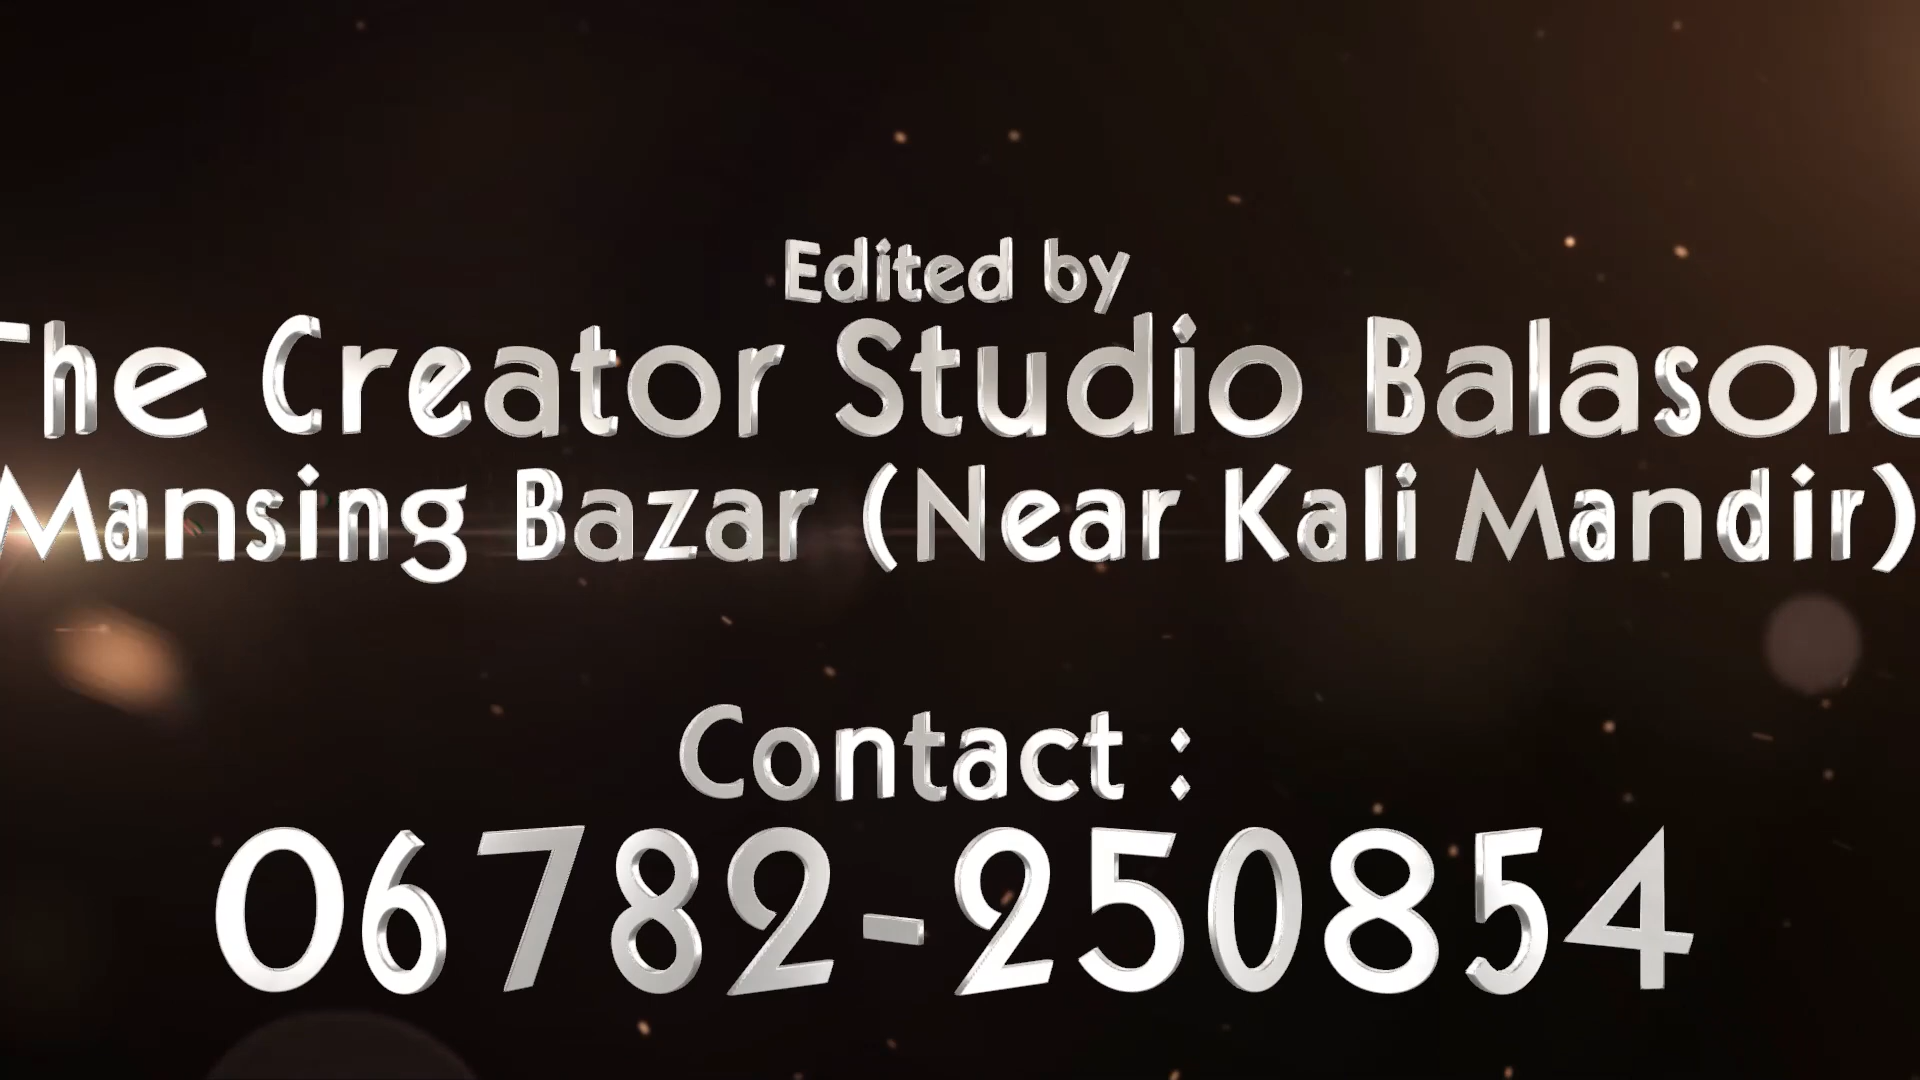 Edited by
The Creator Studio Balasore
Mansing Bazar (Near Kali Mandir)
Contact :
06782-250854